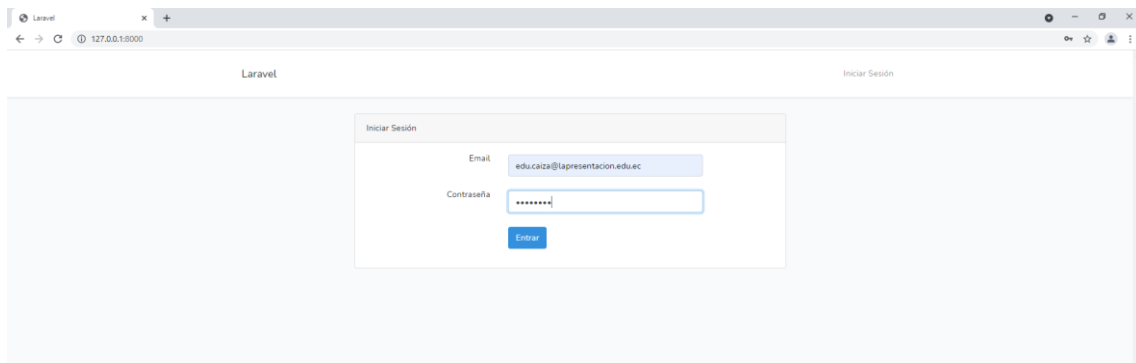 Laravel
127.0.0.1:8000
Laravel Iniciar Sesión
Iniciar Sesión
Email edu.caiza@lapresentacion.edu.ec
Contraseña ••••••••
Entrar